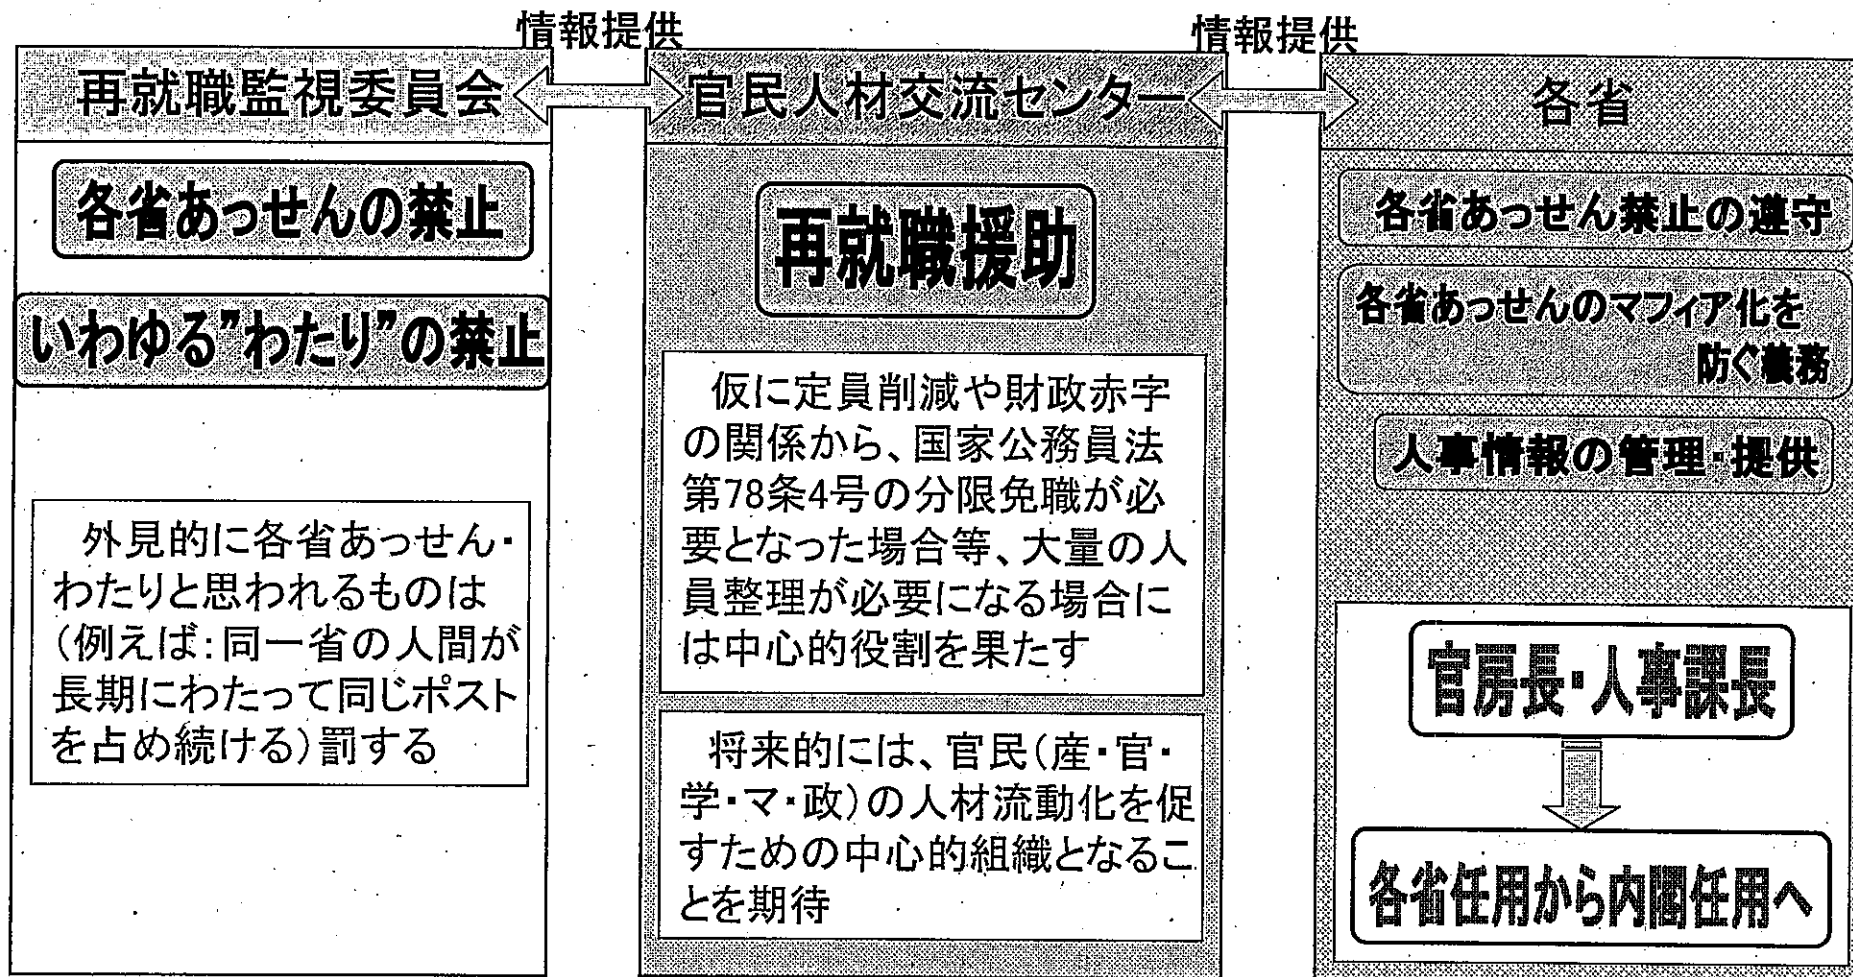 情報提供
情報提供
再就職監視委員会
各省あっせんの禁止
いわゆる”わたり”の禁止
外見的に各省あっせん・
わたりと思われるものは
(例えば:同一省の人間が
長期にわたって同じポスト
を占め続ける)罰する
官民人材交流センター
再就職援助
仮に定員削減や財政赤字
の関係から、国家公務員法
第78条4号の分限免職が必
要となった場合等、大量の人
員整理が必要になる場合に
は中心的役割を果たす
将来的には、官民(産・官・
学・マ・政)の人材流動化を促
すための中心的組織となるこ
とを期待
各省
各省あっせん禁止の遵守
各省あっせんのマフィア化を
防ぐ義務
人事情報の管理・提供
官房長・人事課長
各省任用から内閣任用へ